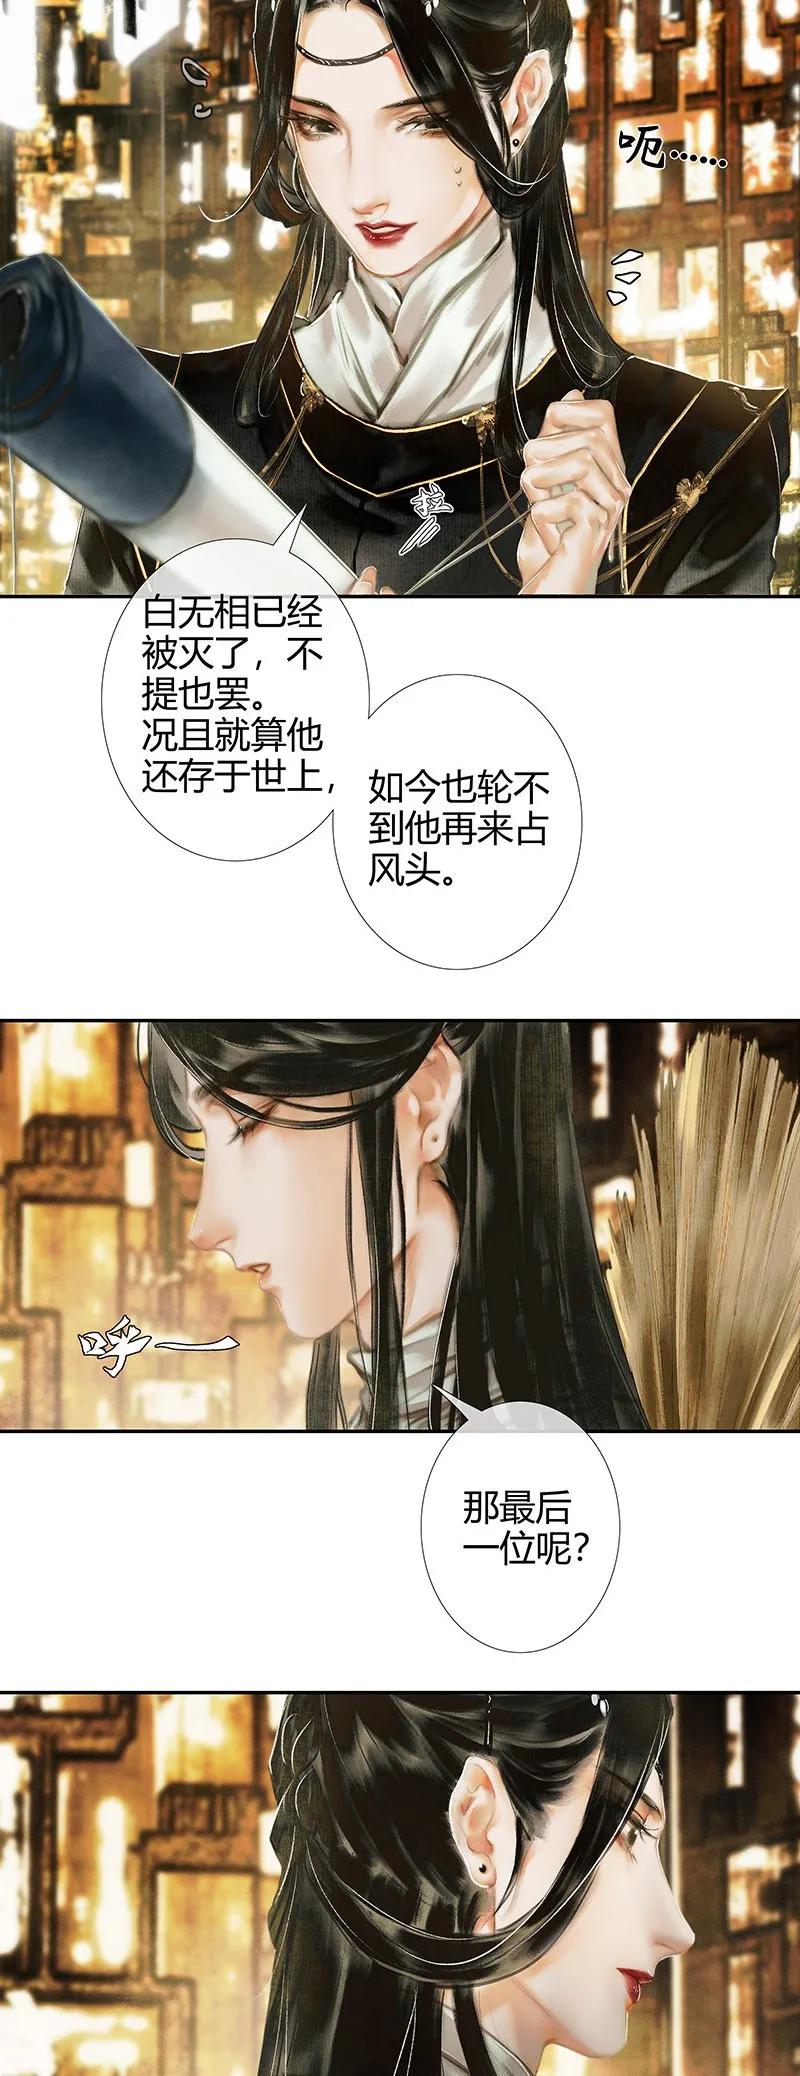 呃……
拉
白无相已经
被灭了，不
提也罢。
况且就算他
还存于世上，
如今也轮不
到他再来占
风头。
呼一
那最后
一位呢？